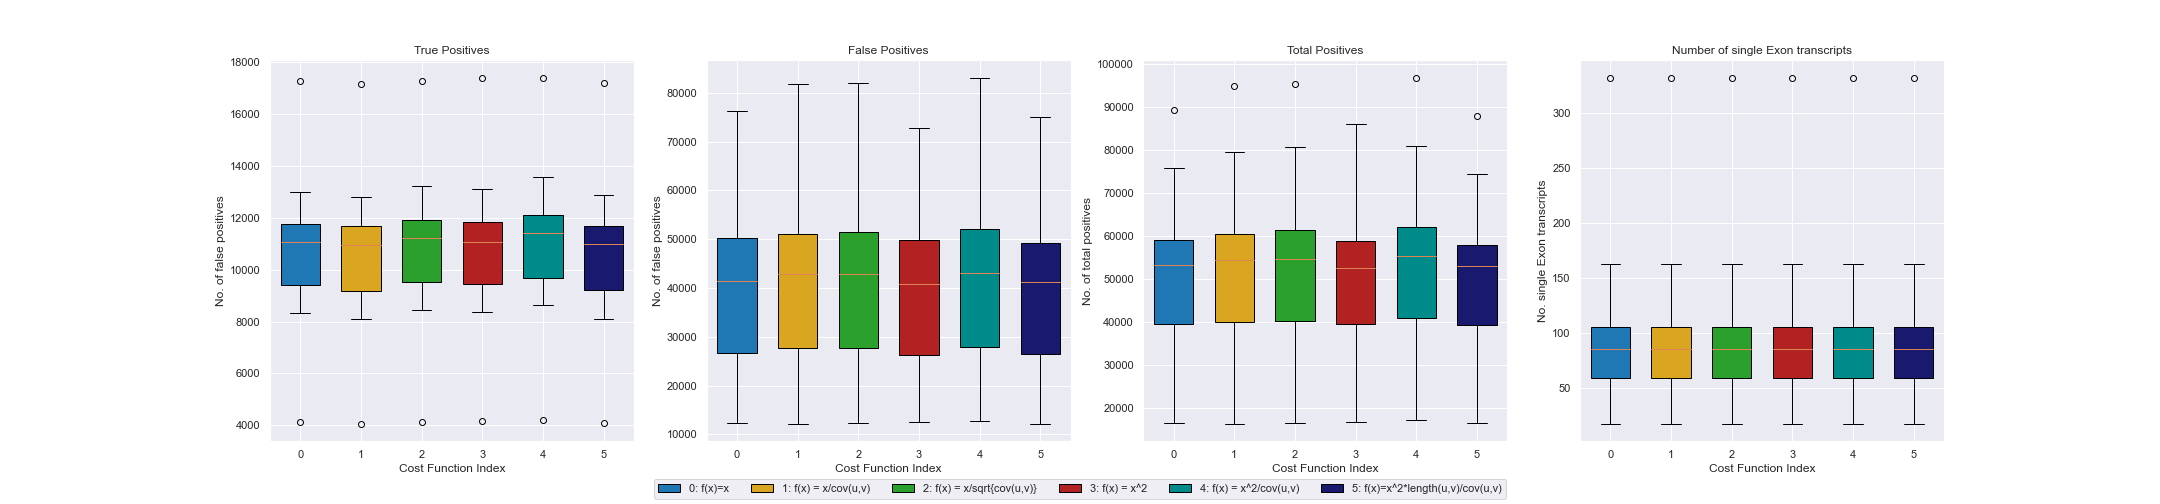 True Positives
No. of false positives
18000
16000
14000
12000
10000
8000
6000
4000
0 1 2 3 4 5
Cost Function Index
False Positives
No. of false positives
80000
70000
60000
50000
40000
30000
20000
10000
0 1 2 3 4 5
Cost Function Index
Total Positives
No. of total positives
100000
90000
80000
70000
60000
50000
40000
30000
20000
0 1 2 3 4 5
Cost Function Index
Number of single Exon transcripts
No. single Exon transcripts
300
250
200
150
100
50
0 1 2 3 4 5
Cost Function Index
0: f(x)=x 1: f(x) = x/cov(u,v) 2: f(x) = x/sqrt{cov(u,v)} 3: f(x) = x^2 4: f(x) = x^2/cov(u,v) 5: f(x)=x^2*length(u,v)/cov(u,v)